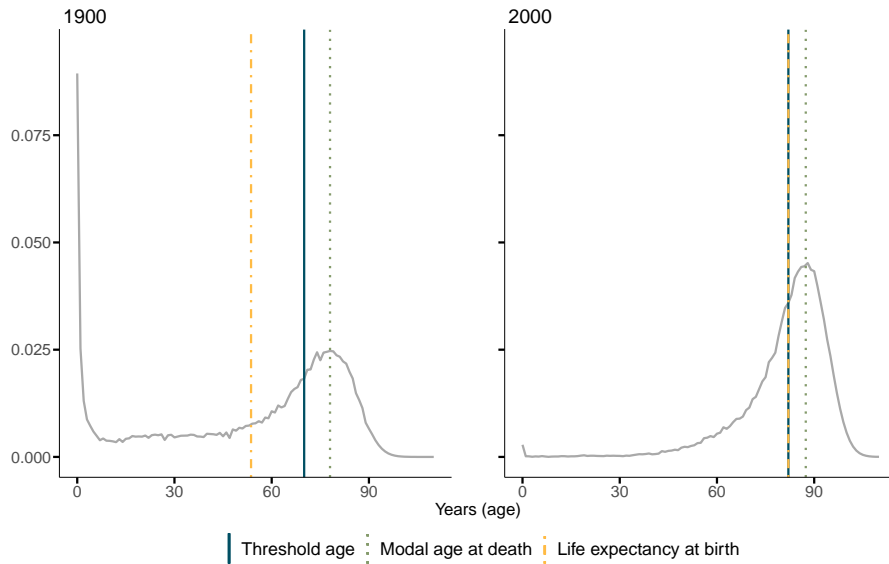 1900
2000
0.075
0.050
0.025
0.000
0 30 60 90
0 30 60 90
Years (age)
Threshold age Modal age at death Life expectancy at birth